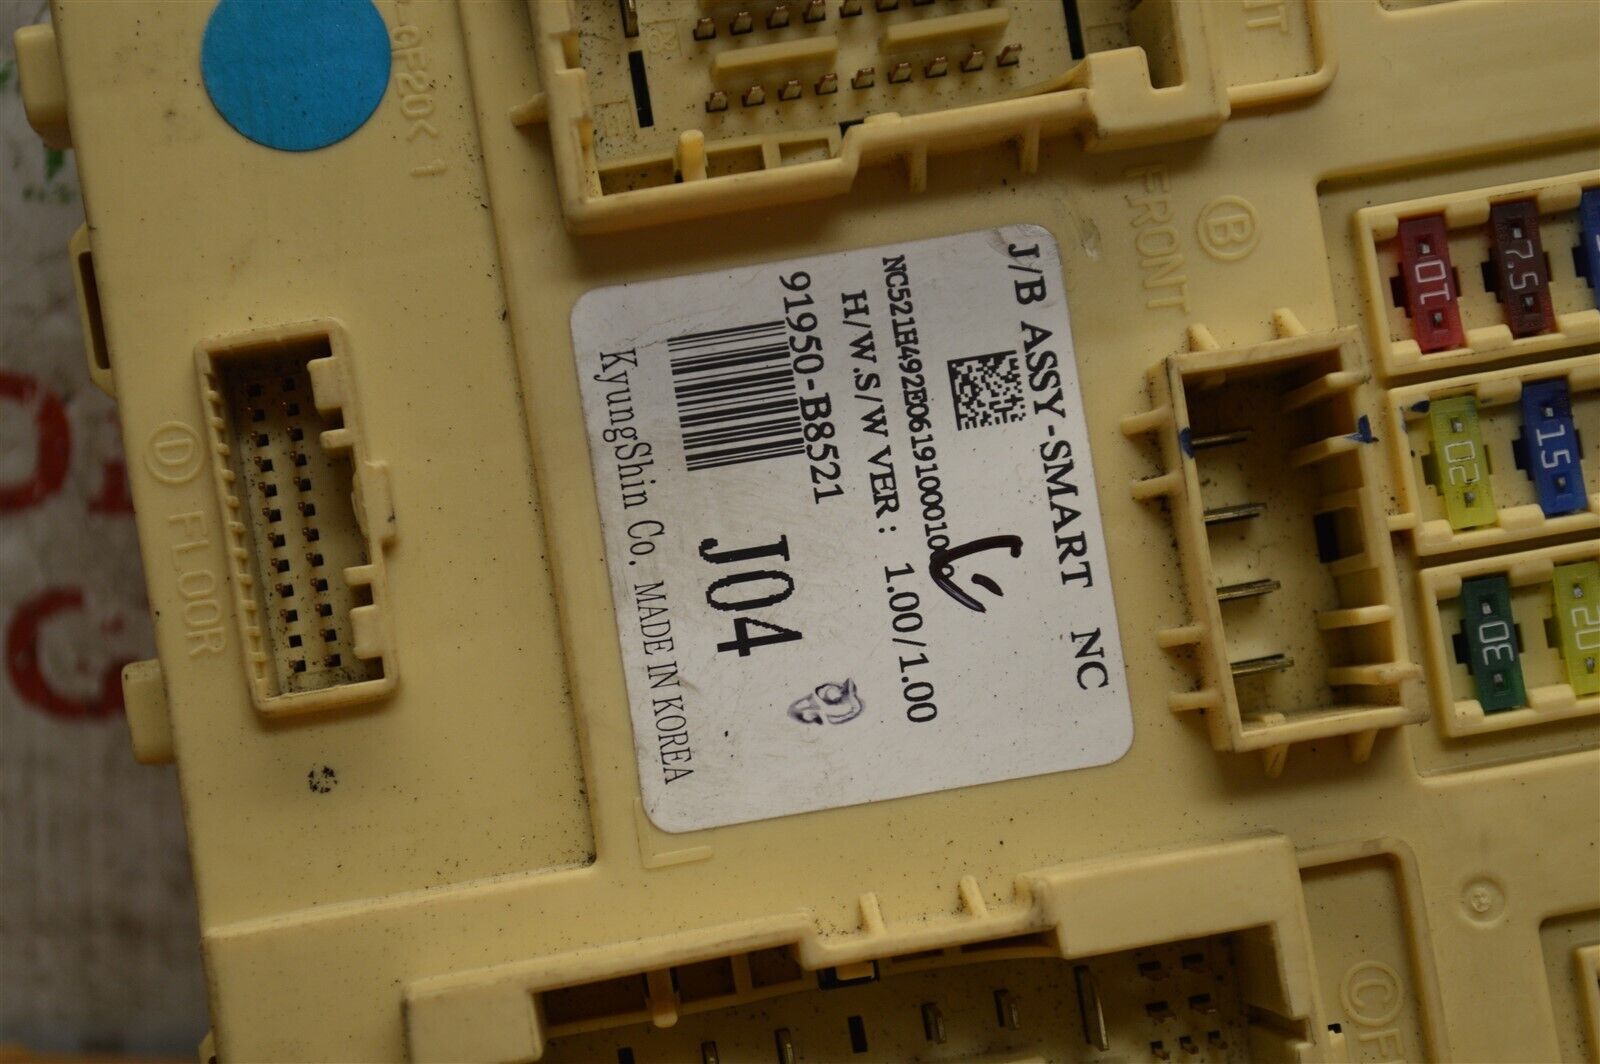 J/B ASSY-SMART NC
H/W.S/W VER : 1.00/1.00
91950-B8521
J04
KyungShin Co. MADE IN KOREA
B
FRONT
D FLOOR
C
10
7.5
20
15
30
20